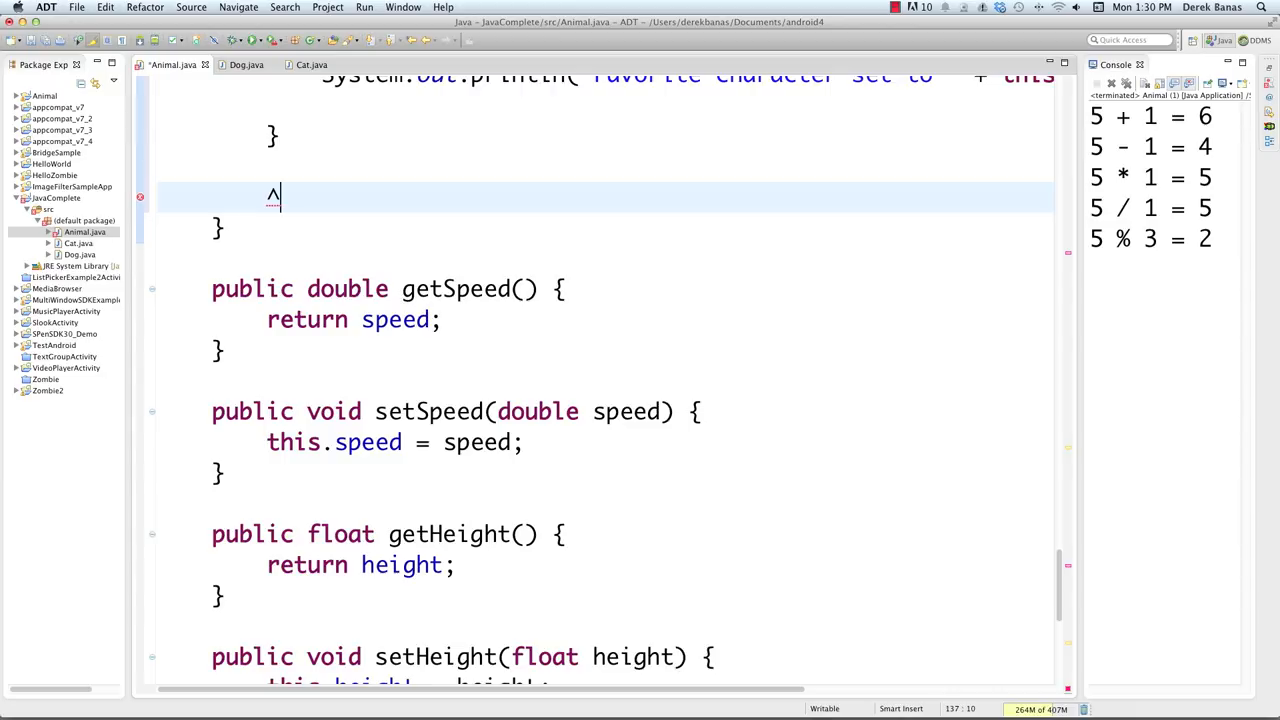 ADT File Edit Refactor Source Navigate Search Project Run Window Help 10 Mon 1:30 PM Derek Banas
Java – JavaComplete/src/Animal.java – ADT – /Users/derekbanas/Documents/android4
Quick Access Java DDMS
Package Exp
*Animal.java Dog.java Cat.java
Console
Animal
appcompat_v7
appcompat_v7_2
appcompat_v7_3
appcompat_v7_4
BridgeSample
HelloWorld
HelloZombie
ImageFilterSampleApp
JavaComplete
src
(default package)
Animal.java
Cat.java
Dog.java
JRE System Library [Ja
ListPickerExample2Activi
MediaBrowser
MultiWindowSDKExample
MusicPlayerActivity
SlookActivity
SPenSDK30_Demo
TestAndroid
TextGroupActivity
VideoPlayerActivity
Zombie
Zombie2
System.out.println("Favorite character set to " + this
}
^
}
public double getSpeed() {
return speed;
}
public void setSpeed(double speed) {
this.speed = speed;
}
public float getHeight() {
return height;
}
public void setHeight(float height) {
this.height = height;
<terminated> Animal (1) [Java Application] /S
5 + 1 = 6
5 - 1 = 4
5 * 1 = 5
5 / 1 = 5
5 % 3 = 2
Writable Smart Insert 137 : 10 264M of 407M